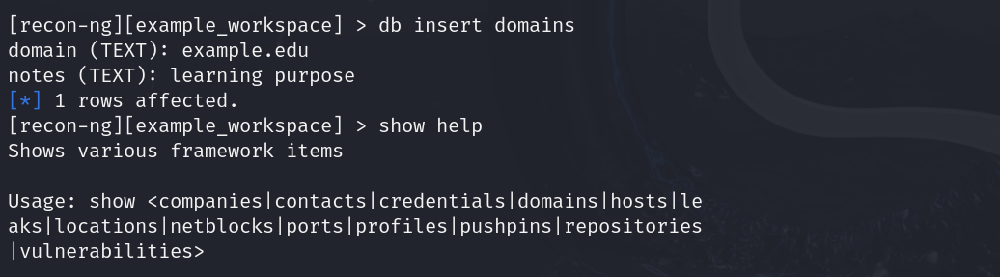 [recon-ng][example_workspace] > db insert domains
domain (TEXT): example.edu
notes (TEXT): learning purpose
[*] 1 rows affected.
[recon-ng][example_workspace] > show help
Shows various framework items

Usage: show <companies|contacts|credentials|domains|hosts|le
aks|locations|netblocks|ports|profiles|pushpins|repositories
|vulnerabilities>